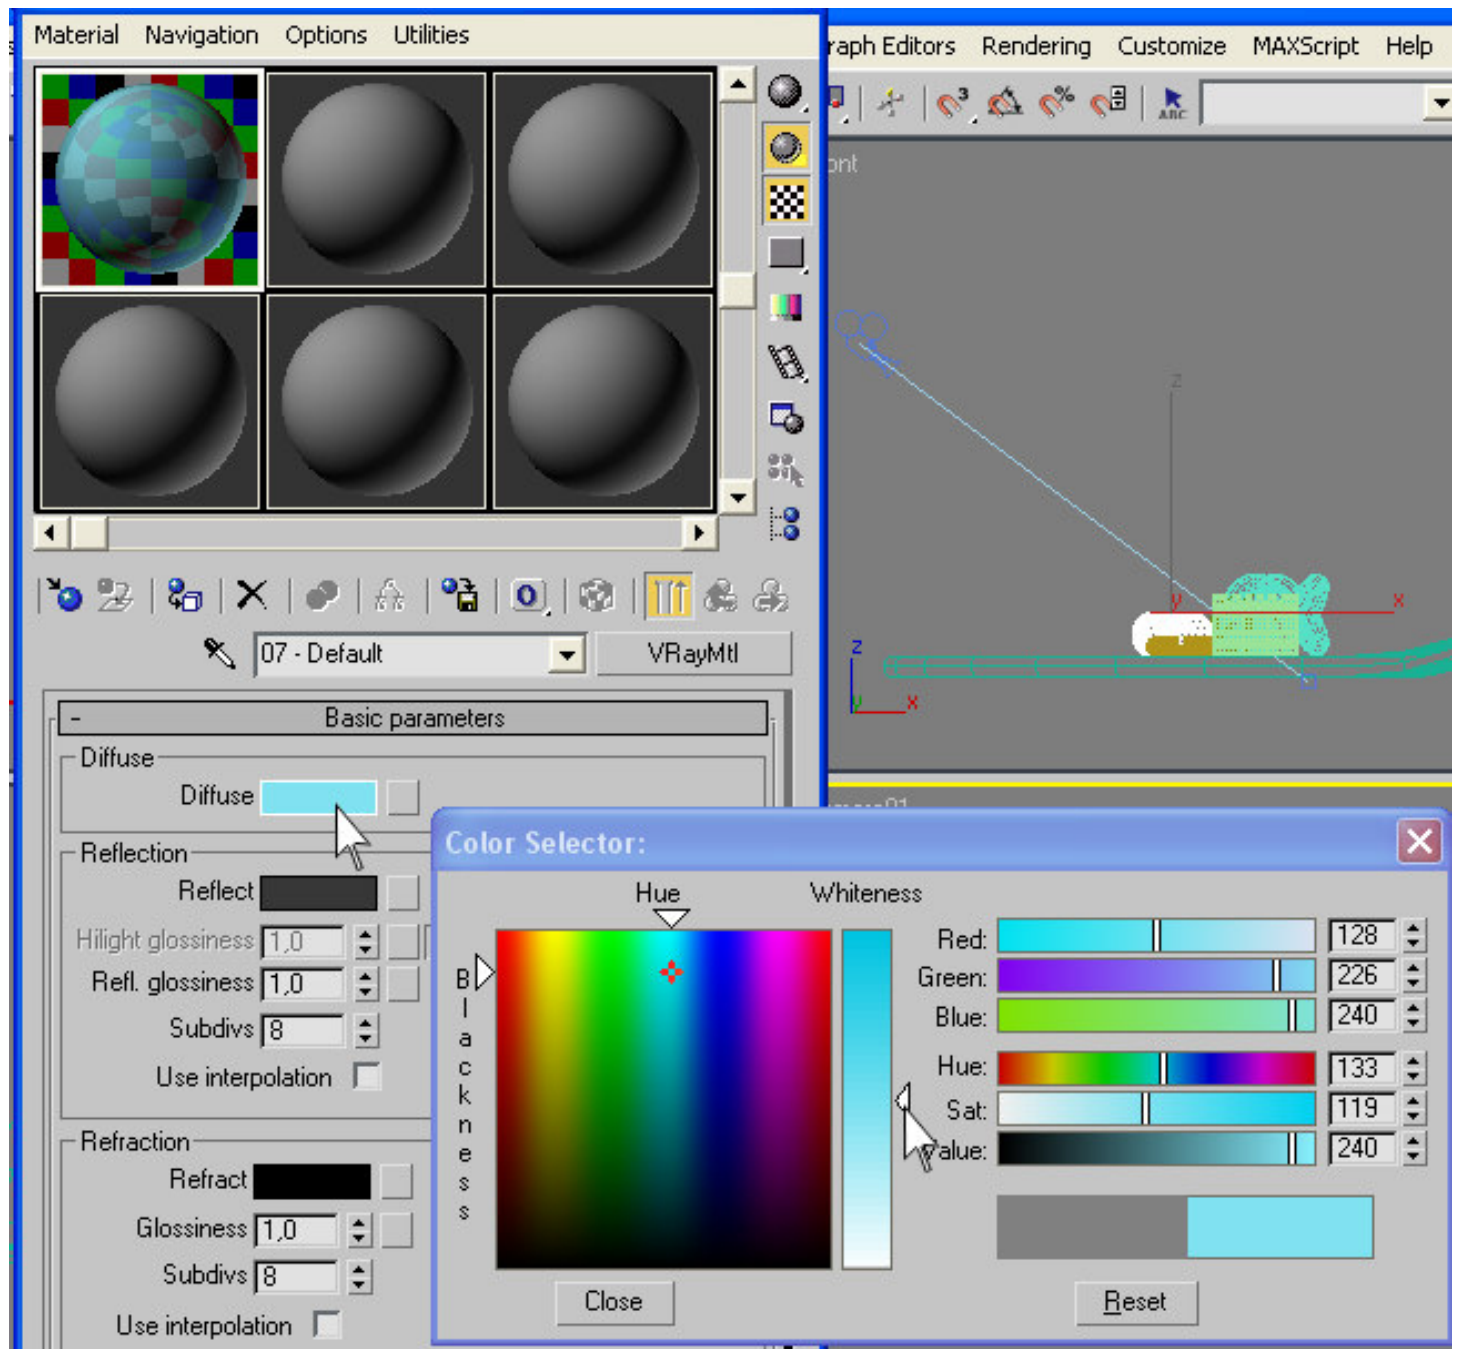 Material Navigation Options Utilities
raph Editors Rendering Customize MAXScript Help
3
%
ABC
ont
z
y x
z
y x
O
07 - Default VRayMtl
- Basic parameters
Diffuse
Diffuse
Reflection
Reflect
Hilight glossiness 1,0
Refl. glossiness 1,0
Subdivs 8
Use interpolation
Refraction
Refract
Glossiness 1,0
Subdivs 8
Use interpolation
Color Selector:
Hue Whiteness
Blackness
Red: 128
Green: 226
Blue: 240
Hue: 133
Sat: 119
alue: 240
Close Reset